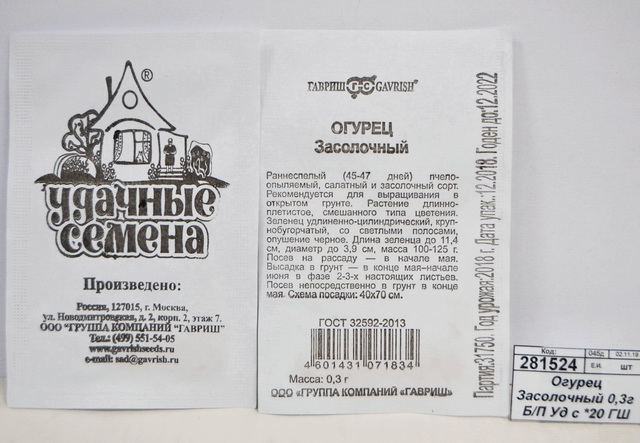 ®
удачные
семена
Произведено:
Россия, 127015, г. Москва,
ул. Новодмитровская, д. 2, корп. 2, этаж 7.
ООО "ГРУППА КОМПАНИЙ "ГАВРИШ"
Тел.: (499) 551-54-05
www.gavrishseeds.ru
e-mail: sad@gavrish.ru
ГАВРИШ Г-G GAVRISH®
ОГУРЕЦ
Засолочный
Раннеспелый (45-47 дней) пчело-
опыляемый, салатный и засолочный сорт.
Рекомендуется для выращивания в
открытом грунте. Растение длинно-
плетистое, смешанного типа цветения.
Зеленец удлиненно-цилиндрический, круп-
нобугорчатый, со светлыми полосами,
опушение черное. Длина зеленца до 11,4
см, диаметр до 3,9 см, масса 100-125 г.
Посев на рассаду — в начале мая.
Высадка в грунт — в конце мая–начале
июня в фазе 2-3-х настоящих листьев.
Посев непосредственно в грунт в конце
мая. Схема посадки: 40х70 см.
ГОСТ 32592-2013
4 601431 071834
Масса: 0,3 г
ООО «ГРУППА КОМПАНИЙ «ГАВРИШ»
Партия:31750. Год урожая:2018 г. Дата упак.:12.2018. Годен до:12.2022
Код: 045д 02.11.19
281524 Е.И. шт
Огурец
Засолочный 0,3г
Б/П Уд с *20 ГШ